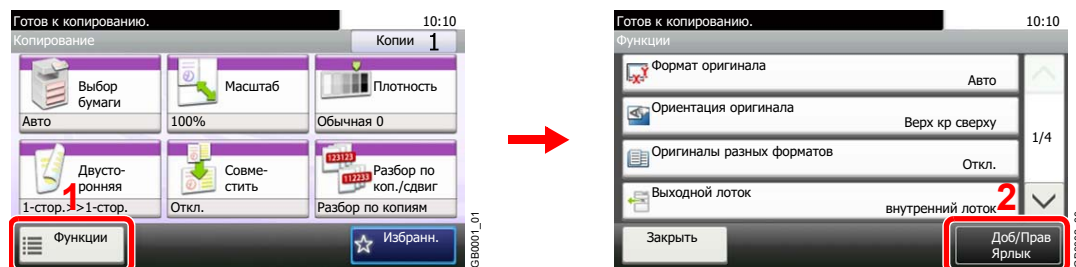 Готов к копированию.
10:10
Копирование
Копии 1
Выбор
бумаги
Авто
Масштаб
100%
Плотность
Обычная 0
Двусто-
ронняя
1-стор.>>1-стор.
Совме-
стить
Откл.
123123
112233
Разбор по
коп./сдвиг
Разбор по копиям
1
Функции
Избранн.
GB0001_01
Готов к копированию.
10:10
Функции
Формат оригинала
Авто
Ориентация оригинала
Верх кр сверху
Оригиналы разных форматов
Откл.
1/4
Выходной лоток
внутренний лоток
2
Закрыть
Доб/Прав
Ярлык